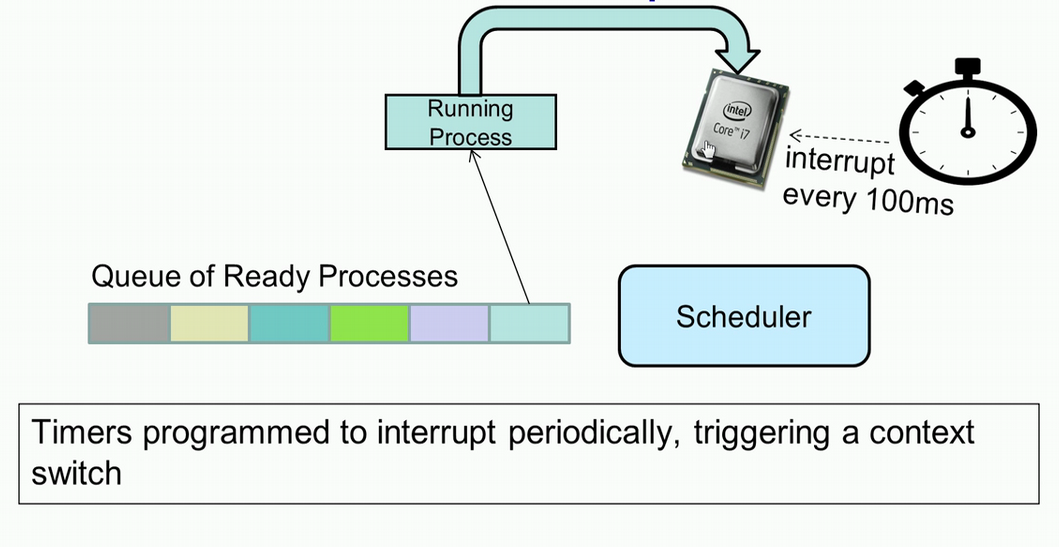 Running
Process
intel
Core™ i7
interrupt
every 100ms
Queue of Ready Processes
Scheduler
Timers programmed to interrupt periodically, triggering a context
switch